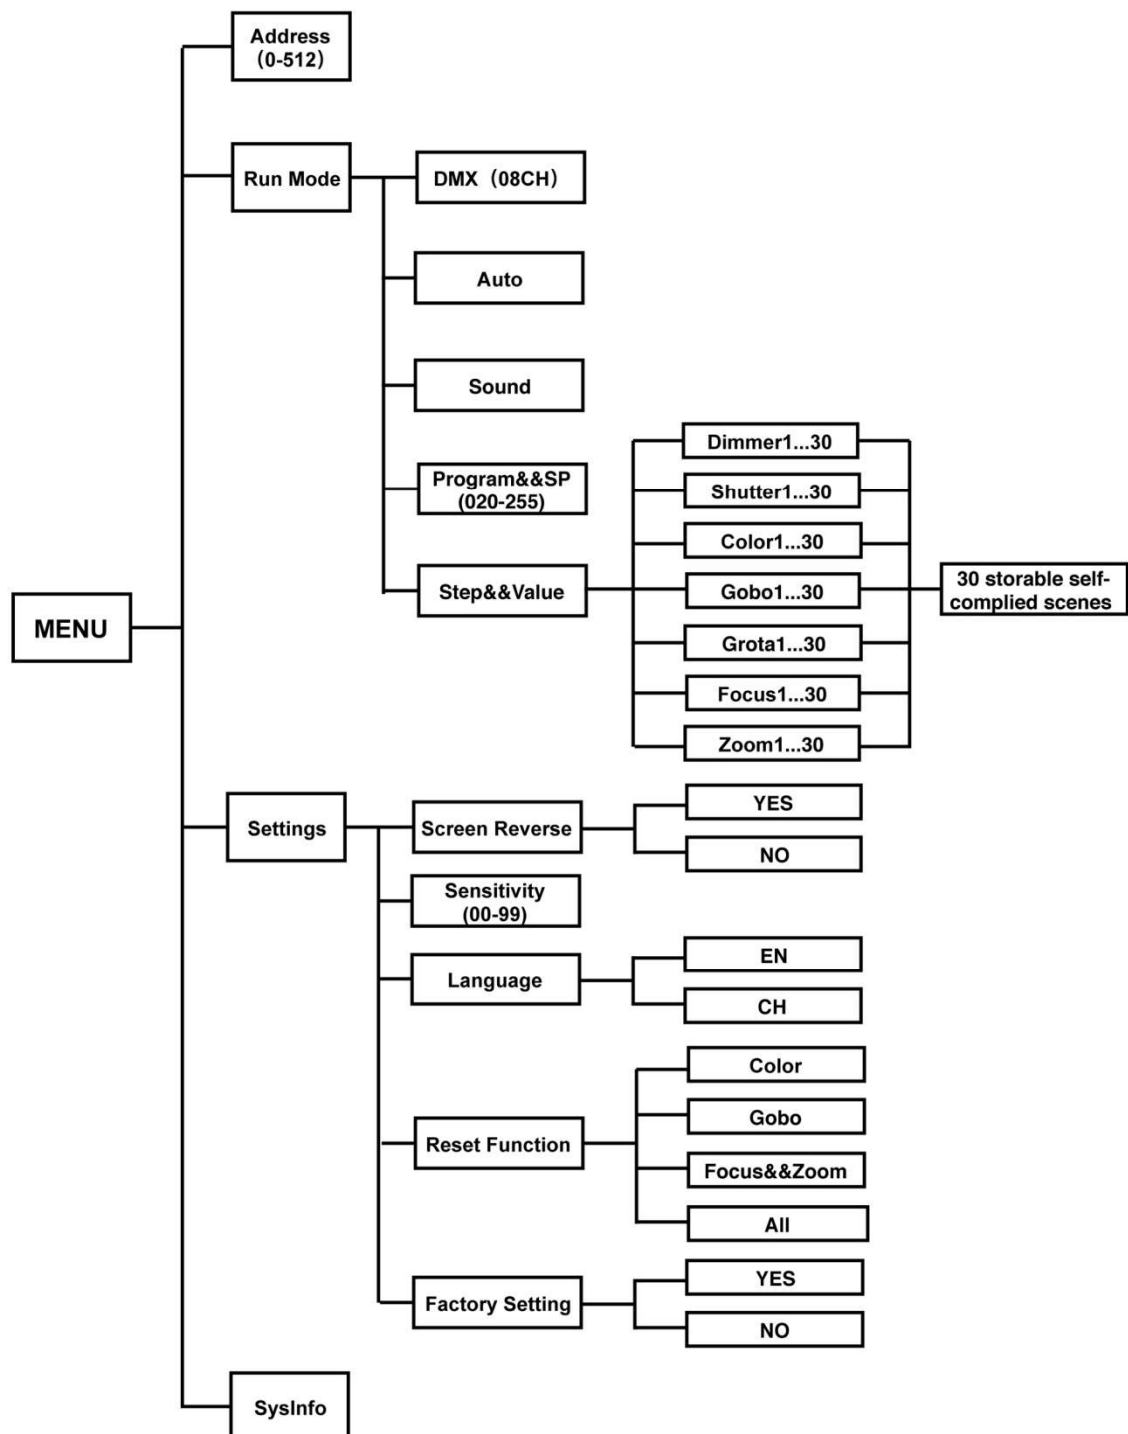 Address
（0-512）
Run Mode
DMX（08CH）
Auto
Sound
Program&&SP
(020-255)
Step&&Value
Dimmer1...30
Shutter1...30
Color1...30
Gobo1...30
Grota1...30
Focus1...30
Zoom1...30
30 storable self-
complied scenes
MENU
Settings
Screen Reverse
YES
NO
Sensitivity
(00-99)
Language
EN
CH
Reset Function
Color
Gobo
Focus&&Zoom
All
Factory Setting
YES
NO
SysInfo